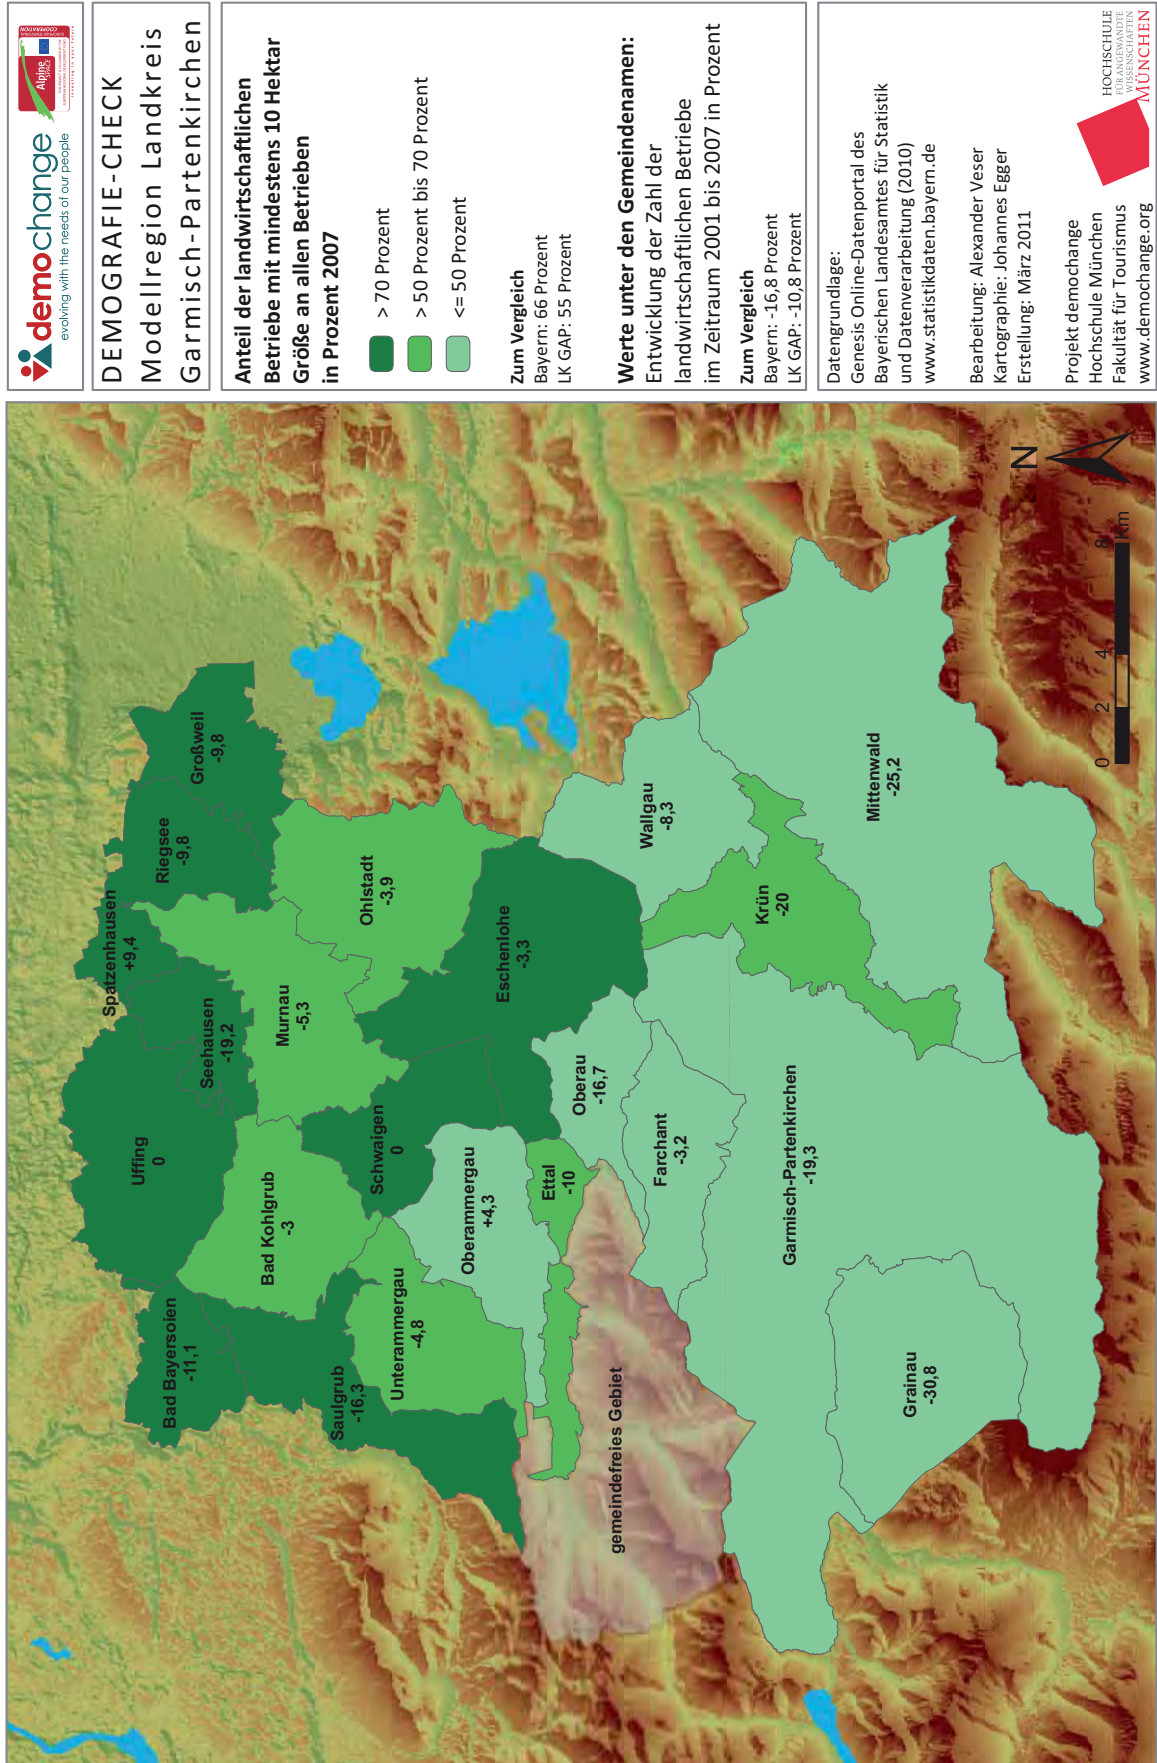 demochange
evolving with the needs of our people
Alpine
SPACE
EUROPEAN TERRITORIAL
COOPERATION
investing in your future
DEMOGRAFIE-CHECK
Modellregion Landkreis
Garmisch-Partenkirchen
Anteil der landwirtschaftlichen
Betriebe mit mindestens 10 Hektar
Größe an allen Betrieben
in Prozent 2007
> 70 Prozent
> 50 Prozent bis 70 Prozent
<= 50 Prozent
Zum Vergleich
Bayern: 66 Prozent
LK GAP: 55 Prozent
Werte unter den Gemeindenamen:
Entwicklung der Zahl der
landwirtschaftlichen Betriebe
im Zeitraum 2001 bis 2007 in Prozent
Zum Vergleich
Bayern: -16,8 Prozent
LK GAP: -10,8 Prozent
Datengrundlage:
Genesis Online-Datenportal des
Bayerischen Landesamtes für Statistik
und Datenverarbeitung (2010)
www.statistikdaten.bayern.de
Bearbeitung: Alexander Veser
Kartographie: Johannes Egger
Erstellung: März 2011
Projekt demochange
Hochschule München
Fakultät für Tourismus
www.demochange.org
HOCHSCHULE
FÜR ANGEWANDTE
WISSENSCHAFTEN
MÜNCHEN
Spatzenhausen
+9,4
Uffing
0
Bad Bayersoien
-11,1
Riegsee
-9,8
Großweil
-9,8
Seehausen
-19,2
Bad Kohlgrub
-3
Murnau
-5,3
Saulgrub
-16,3
Ohlstadt
-3,9
Schwaigen
0
Unterammergau
-4,8
Oberammergau
+4,3
Eschenlohe
-3,3
Ettal
-10
Oberau
-16,7
gemeindefreies Gebiet
Wallgau
-8,3
Farchant
-3,2
Krün
-20
Garmisch-Partenkirchen
-19,3
Mittenwald
-25,2
Grainau
-30,8
N
0 2 4 8
km